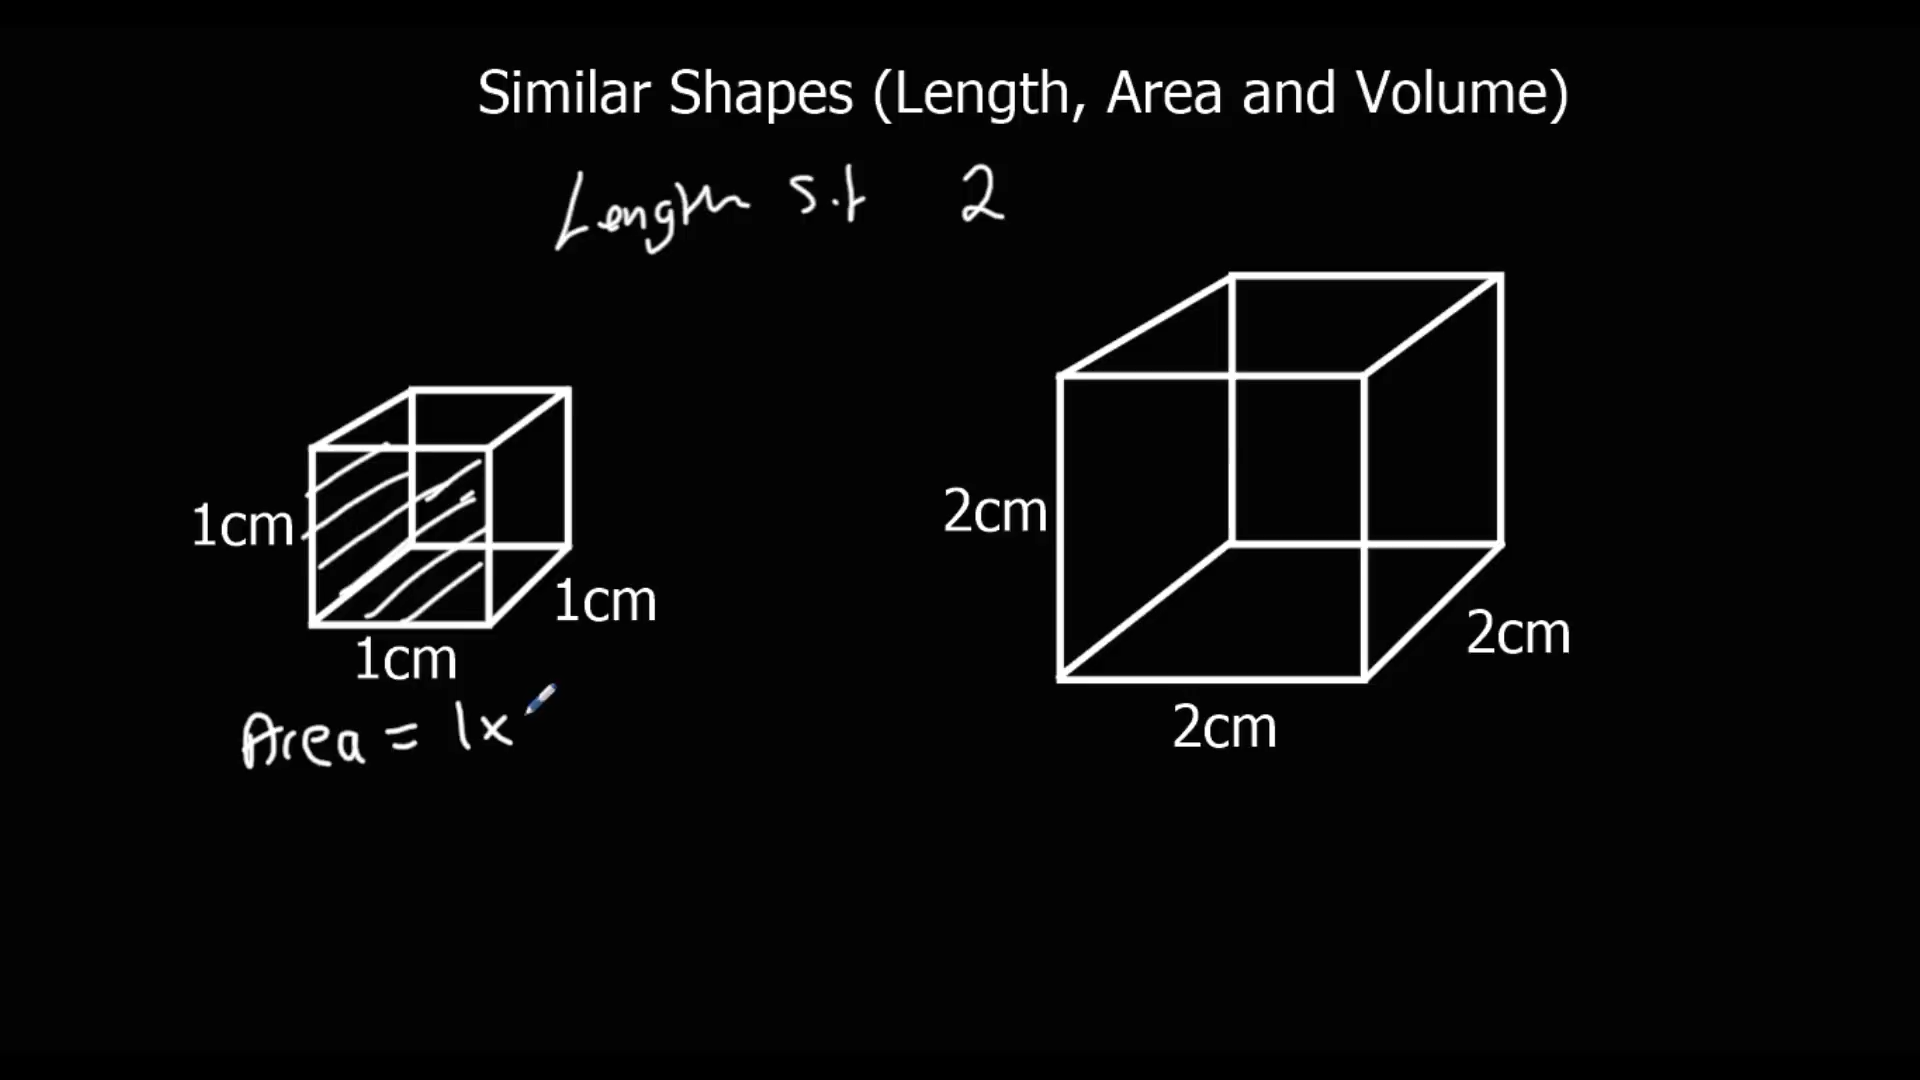 Similar Shapes (Length, Area and Volume)
Length s.f 2
1cm
1cm
1cm
Area = 1x
2cm
2cm
2cm